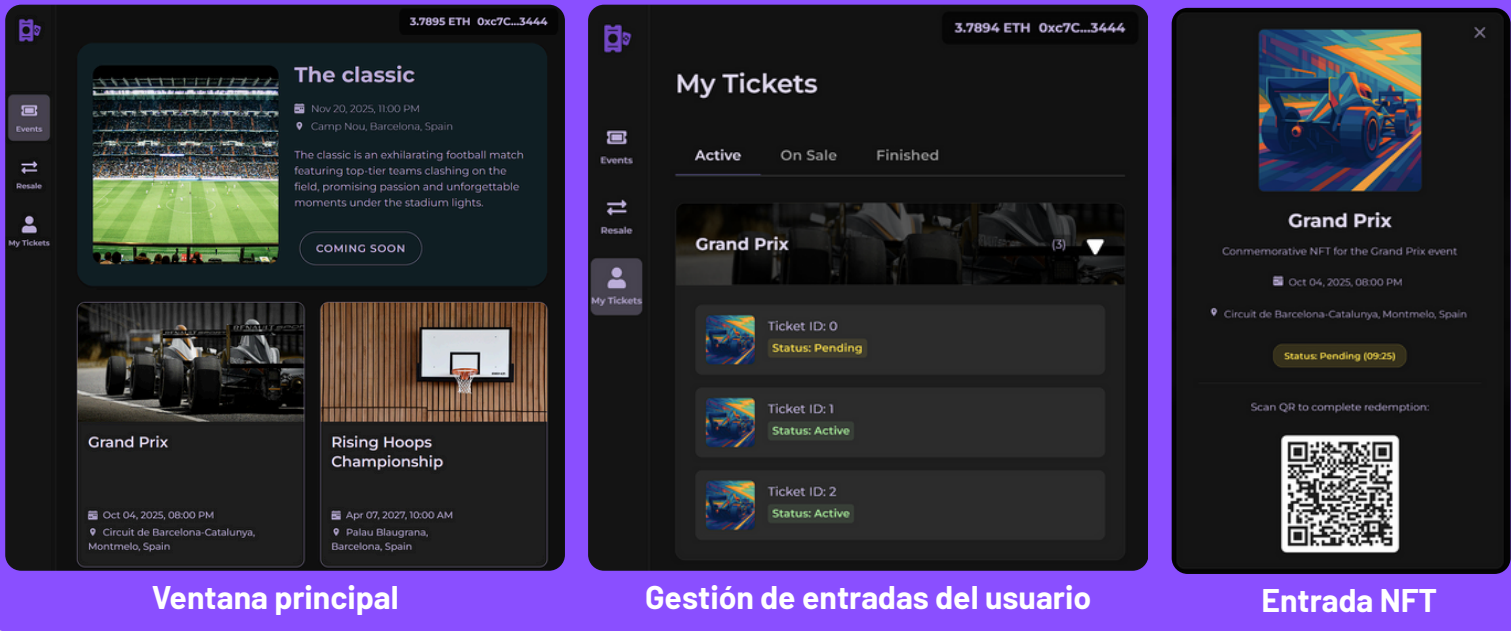 3.7895 ETH 0xc7C...3444
Events
Resale
My Tickets
The classic
Nov 20, 2025, 11:00 PM
Camp Nou, Barcelona, Spain
The classic is an exhilarating football match
featuring top-tier teams clashing on the
field, promising passion and unforgettable
moments under the stadium lights.
COMING SOON
Grand Prix
Oct 04, 2025, 08:00 PM
Circuit de Barcelona-Catalunya,
Montmelo, Spain
Rising Hoops
Championship
Apr 07, 2027, 10:00 AM
Palau Blaugrana,
Barcelona, Spain
Ventana principal
3.7894 ETH 0xc7C...3444
Events
Resale
My Tickets
My Tickets
Active On Sale Finished
Grand Prix (3)
Ticket ID: 0
Status: Pending
Ticket ID: 1
Status: Active
Ticket ID: 2
Status: Active
Gestión de entradas del usuario
Grand Prix
Conmemorative NFT for the Grand Prix event
Oct 04, 2025, 08:00 PM
Circuit de Barcelona-Catalunya, Montmelo, Spain
Status: Pending (09:25)
Scan QR to complete redemption:
Entrada NFT